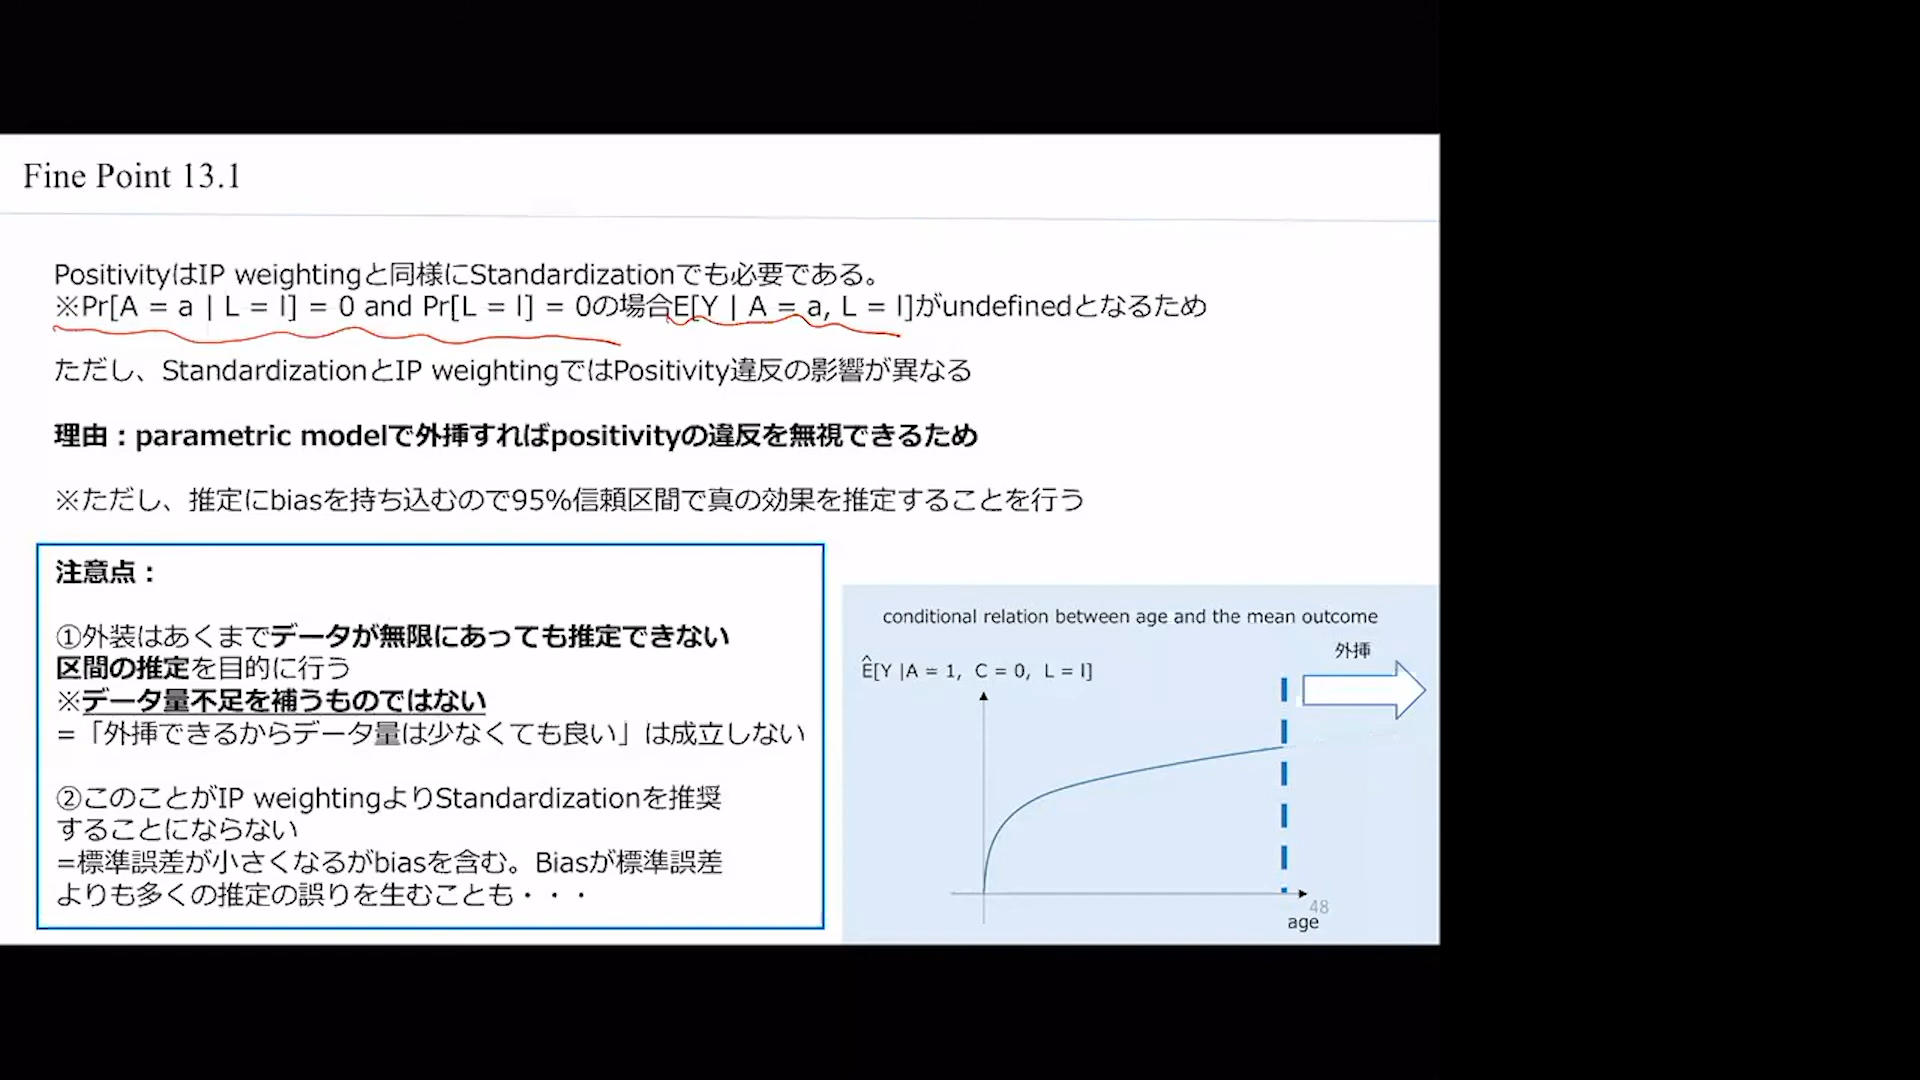 Fine Point 13.1
PositivityはIP weightingと同様にStandardizationでも必要である。
※Pr[A = a | L = l] = 0 and Pr[L = l] = 0の場合E[Y | A = a, L = l]がundefinedとなるため
ただし、StandardizationとIP weightingではPositivity違反の影響が異なる
理由：parametric modelで外挿すればpositivityの違反を無視できるため
※ただし、推定にbiasを持ち込むので95%信頼区間で真の効果を推定することを行う
注意点：
①外装はあくまでデータが無限にあっても推定できない
区間の推定を目的に行う
※データ量不足を補うものではない
=「外挿できるからデータ量は少なくても良い」は成立しない
②このことがIP weightingよりStandardizationを推奨
することにならない
=標準誤差が小さくなるがbiasを含む。Biasが標準誤差
よりも多くの推定の誤りを生むことも・・・
conditional relation between age and the mean outcome
外挿
Ê[Y |A = 1, C = 0, L = l]
48
age